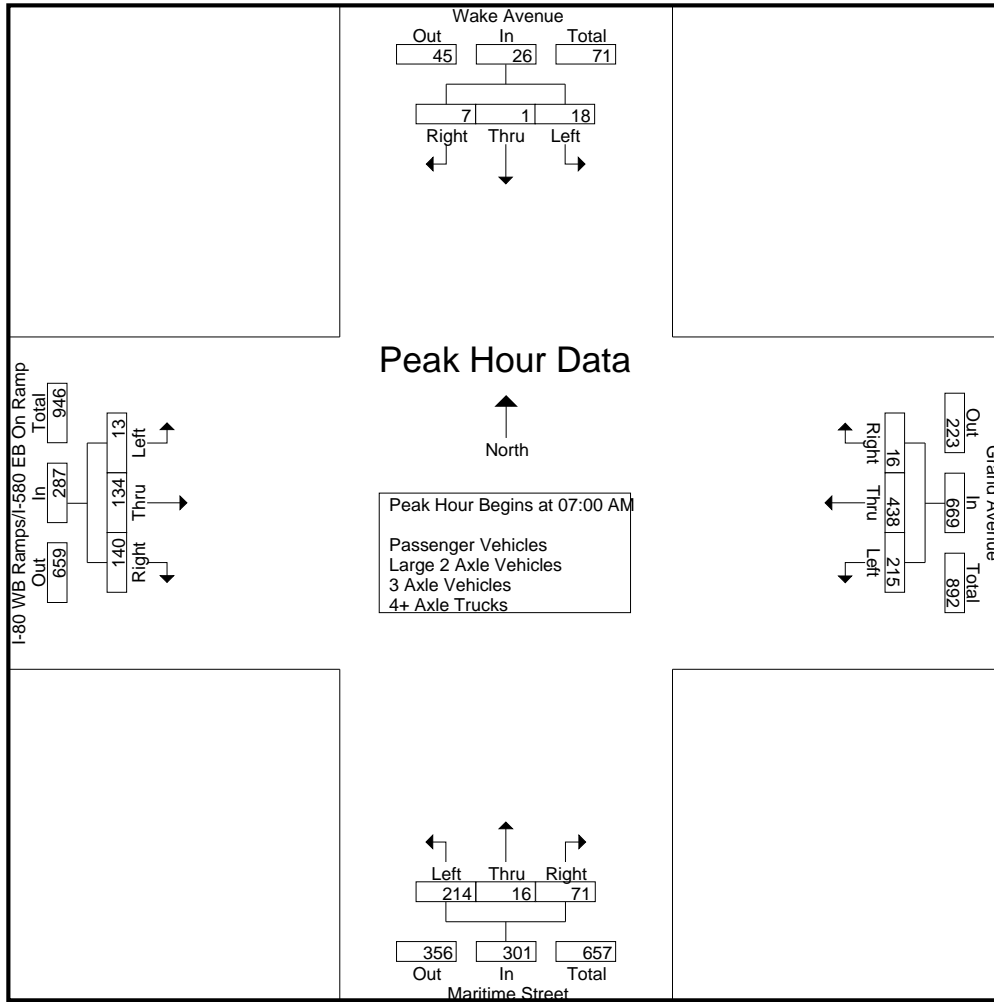 Wake Avenue
Out In Total
45 26 71
7 1 18
Right Thru Left
Peak Hour Data
North
Peak Hour Begins at 07:00 AM
Passenger Vehicles
Large 2 Axle Vehicles
3 Axle Vehicles
4+ Axle Trucks
I-80 WB Ramps/I-580 EB On Ramp
Out In Total
659 287 946
13 134 140
Left Thru Right
Grand Avenue
Out In Total
223 669 892
16 438 215
Right Thru Left
Left Thru Right
214 16 71
356 301 657
Out In Total
Maritime Street